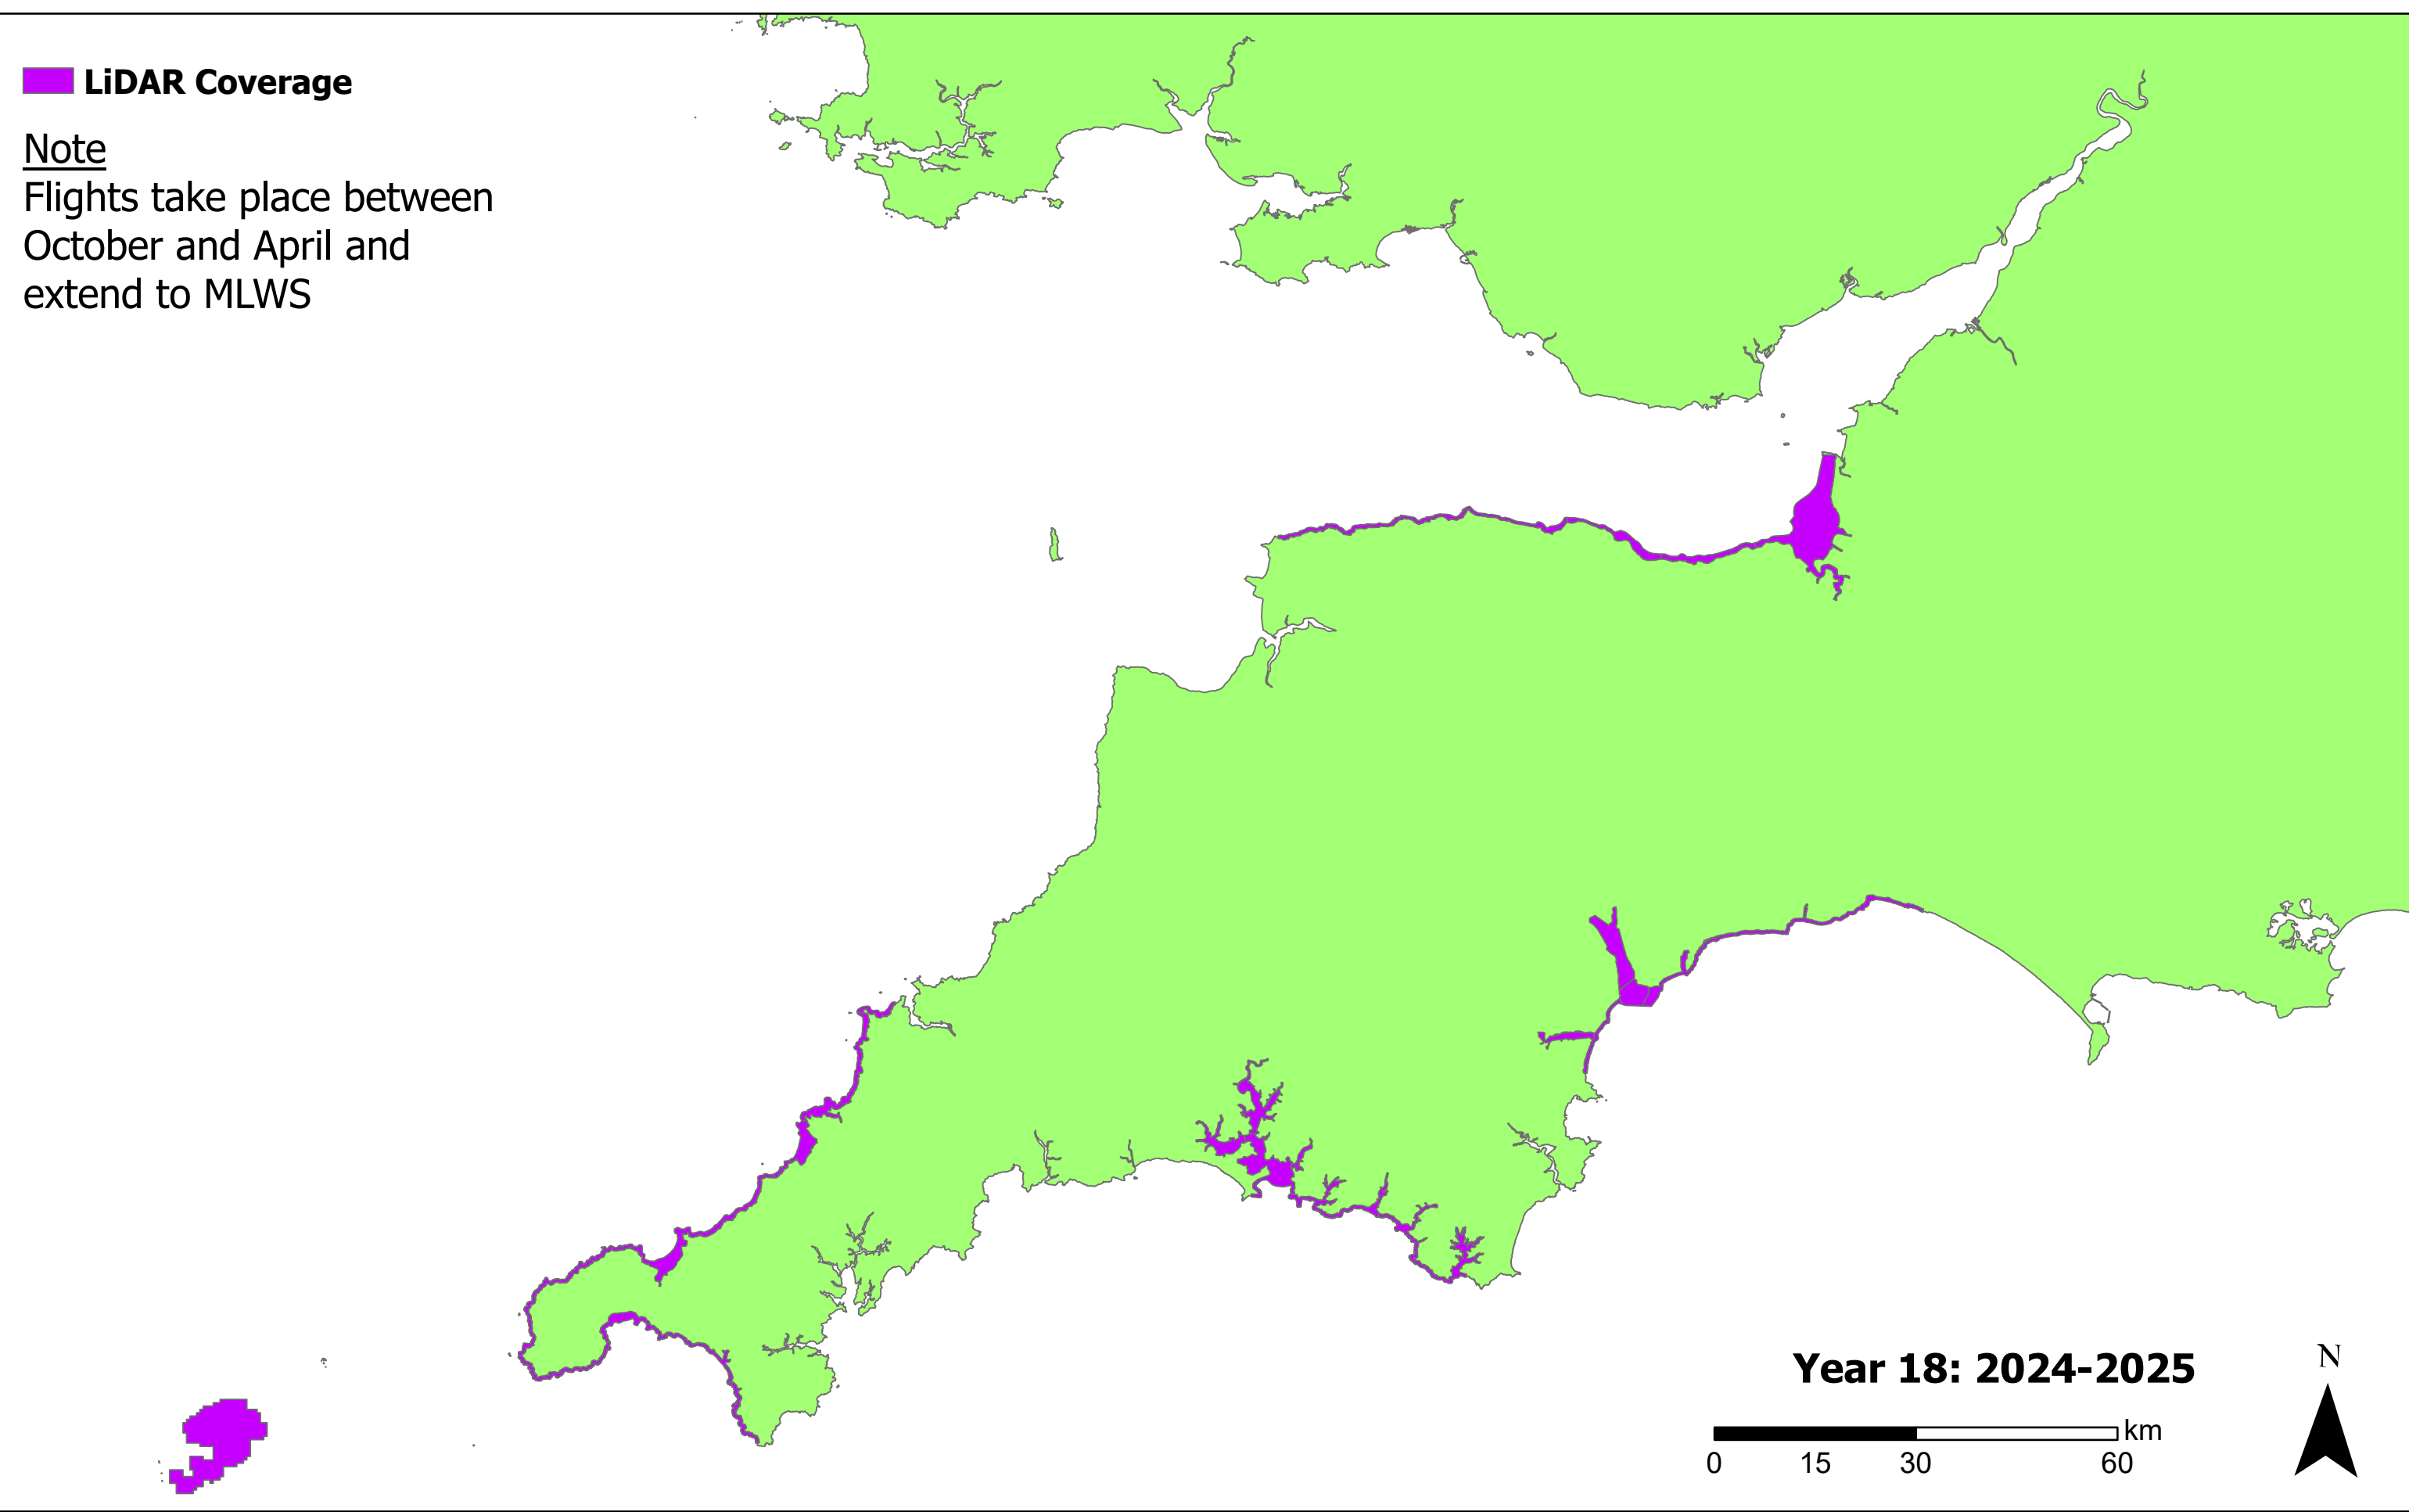 LiDAR Coverage
Note
Flights take place between
October and April and
extend to MLWS
Year 18: 2024-2025
N
km
0 15 30 60